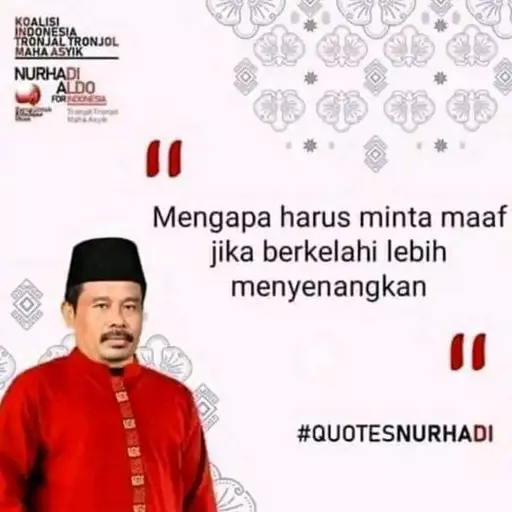 KOALISI
INDONESIA
TRONJAL TRONJOL
MAHA ASYIK
NURHADI
ALDO
FOR INDONESIA
Tronjal Tronjol
Maha Asyik
"
Mengapa harus minta maaf
jika berkelahi lebih
menyenangkan
"
#QUOTESNURHADI